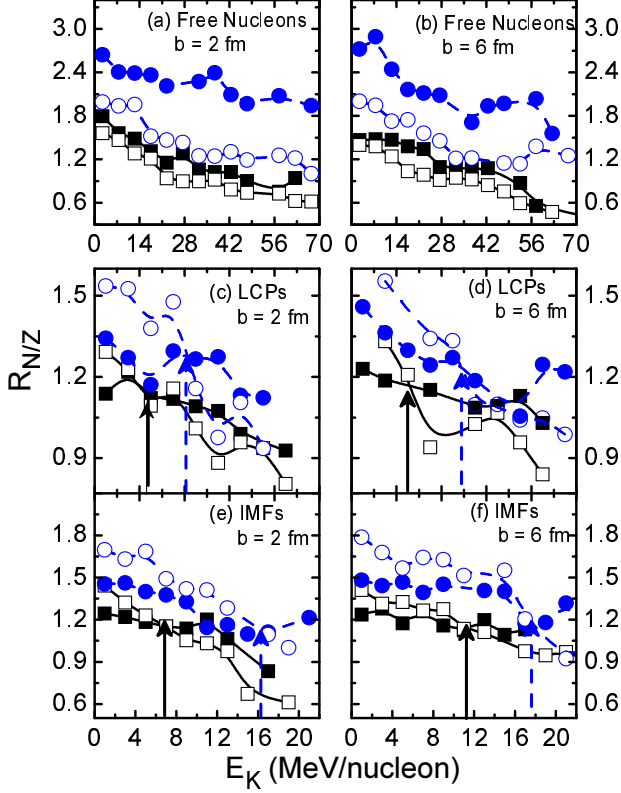 (a) Free Nucleons
b = 2 fm
(b) Free Nucleons
b = 6 fm
3.0
2.4
1.8
1.2
0.6
3.0
2.4
1.8
1.2
0.6
0 14 28 42 56 70
0 14 28 42 56 70
(c) LCPs
b = 2 fm
(d) LCPs
b = 6 fm
1.5
1.2
0.9
1.5
1.2
0.9
R_{N/Z}
(e) IMFs
b = 2 fm
(f) IMFs
b = 6 fm
1.8
1.5
1.2
0.9
0.6
1.8
1.5
1.2
0.9
0.6
0 4 8 12 16 20
0 4 8 12 16 20
E_K (MeV/nucleon)